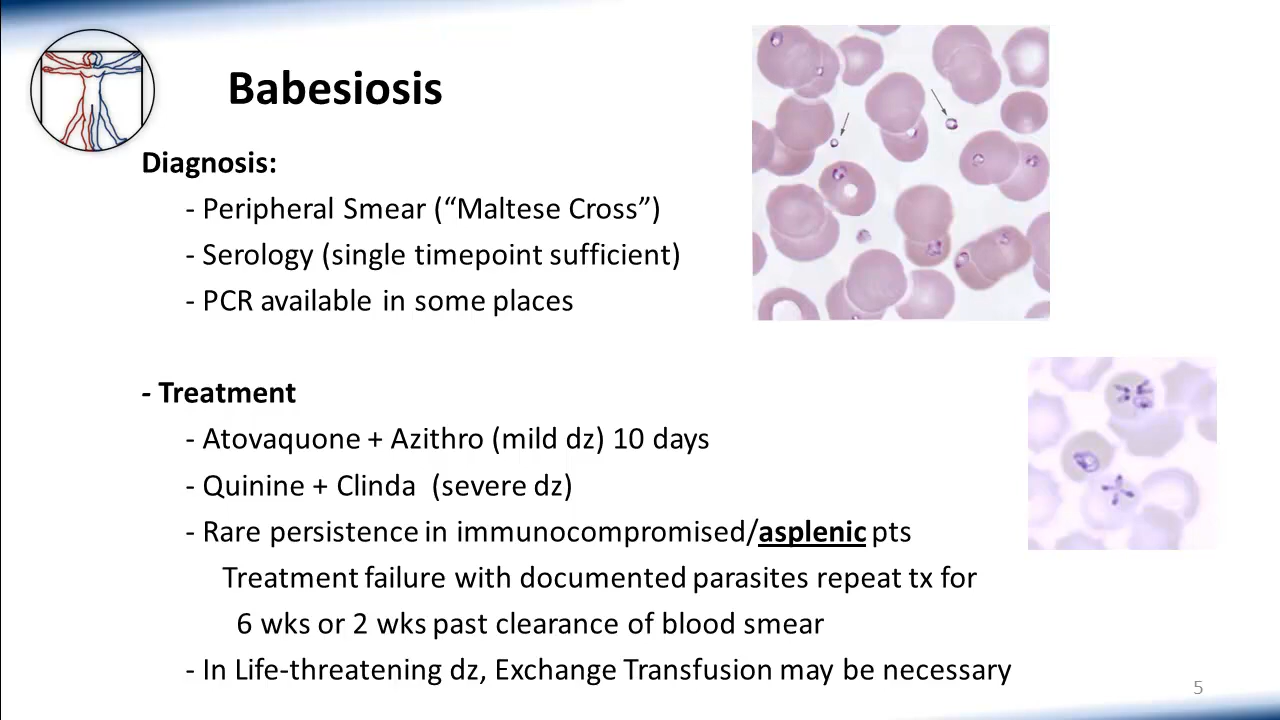 Babesiosis
Diagnosis:
- Peripheral Smear (“Maltese Cross”)
- Serology (single timepoint sufficient)
- PCR available in some places
- Treatment
- Atovaquone + Azithro (mild dz) 10 days
- Quinine + Clinda (severe dz)
- Rare persistence in immunocompromised/asplenic pts
Treatment failure with documented parasites repeat tx for
6 wks or 2 wks past clearance of blood smear
- In Life-threatening dz, Exchange Transfusion may be necessary
5